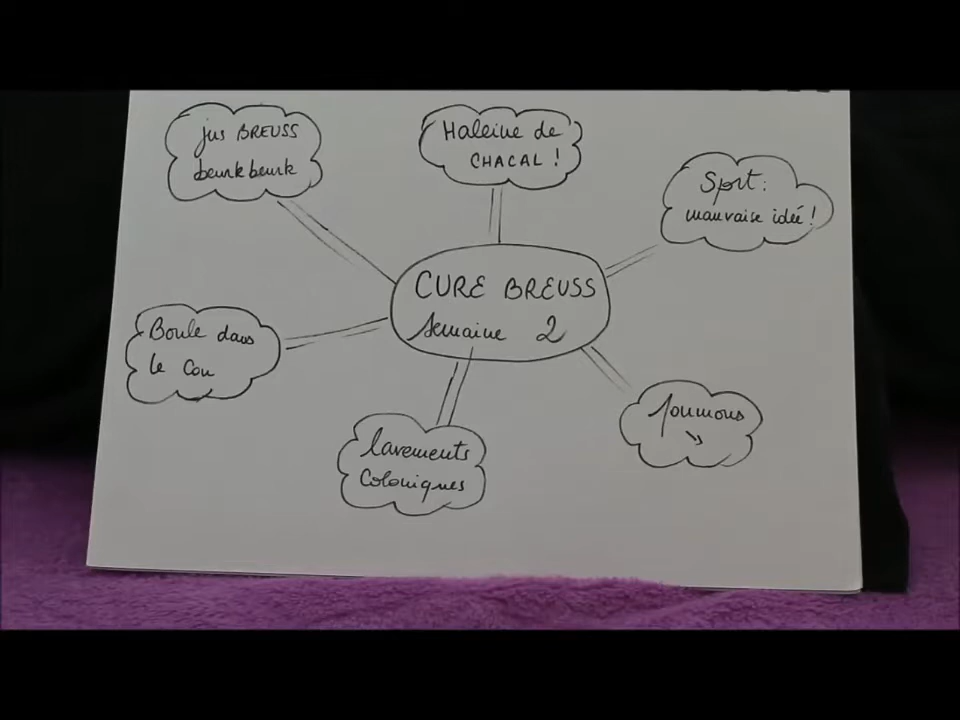 jus BREUSS
beurk beurk
Haleine de
CHACAL !
Sport :
mauvaise idée !
CURE BREUSS
Semaine 2
Boule dans
le Cou
Poumons
↘
lavements
Coloniques